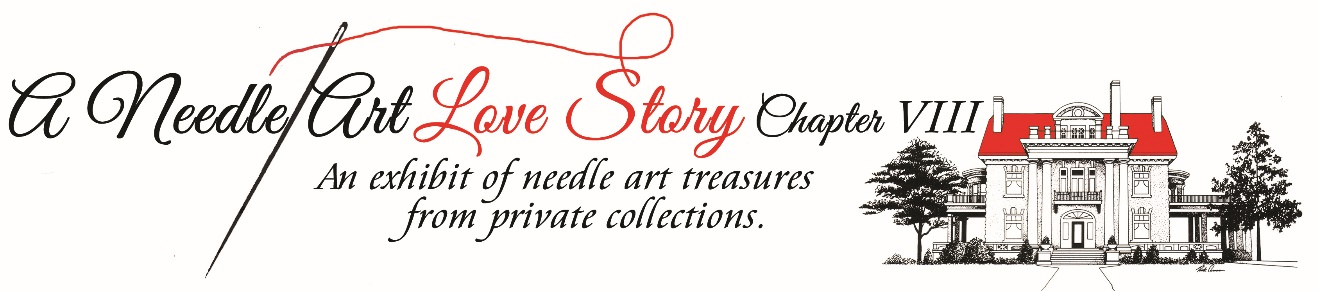 A Needle Art Love Story Chapter VIII
An exhibit of needle art treasures
from private collections.